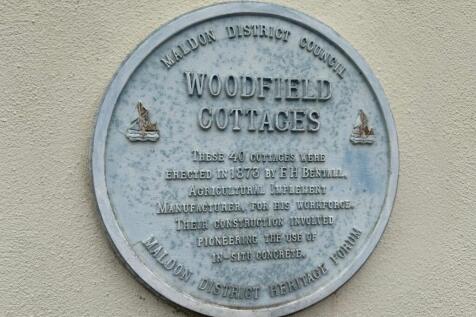 MALDON DISTRICT COUNCIL
WOODFIELD
COTTAGES
THESE 40 COTTAGES WERE
ERECTED IN 1873 BY E H BENTALL,
AGRICULTURAL IMPLEMENT
MANUFACTURER, FOR HIS WORKFORCE.
THEIR CONSTRUCTION INVOLVED
PIONEERING THE USE OF
IN-SITU CONCRETE.
MALDON DISTRICT HERITAGE FORUM